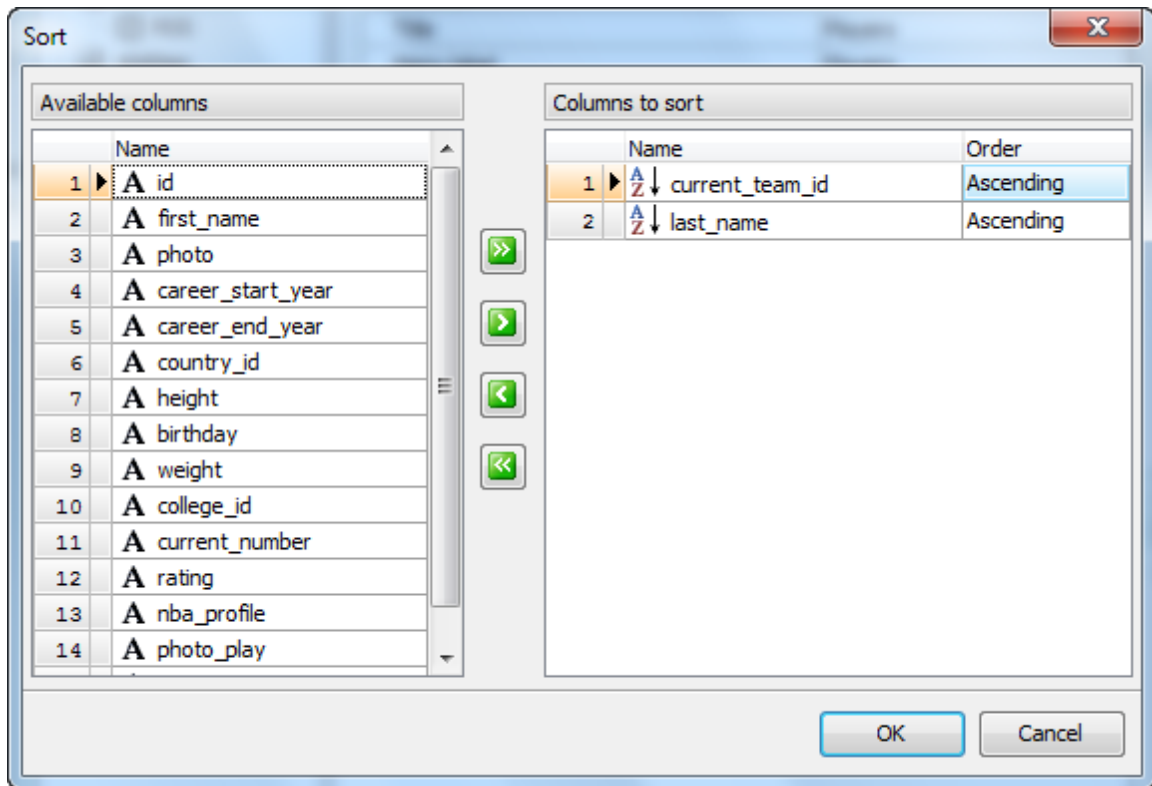 Sort
Available columns
Name
1 id
2 first_name
3 photo
4 career_start_year
5 career_end_year
6 country_id
7 height
8 birthday
9 weight
10 college_id
11 current_number
12 rating
13 nba_profile
14 photo_play
Columns to sort
Name Order
1 current_team_id Ascending
2 last_name Ascending
OK Cancel